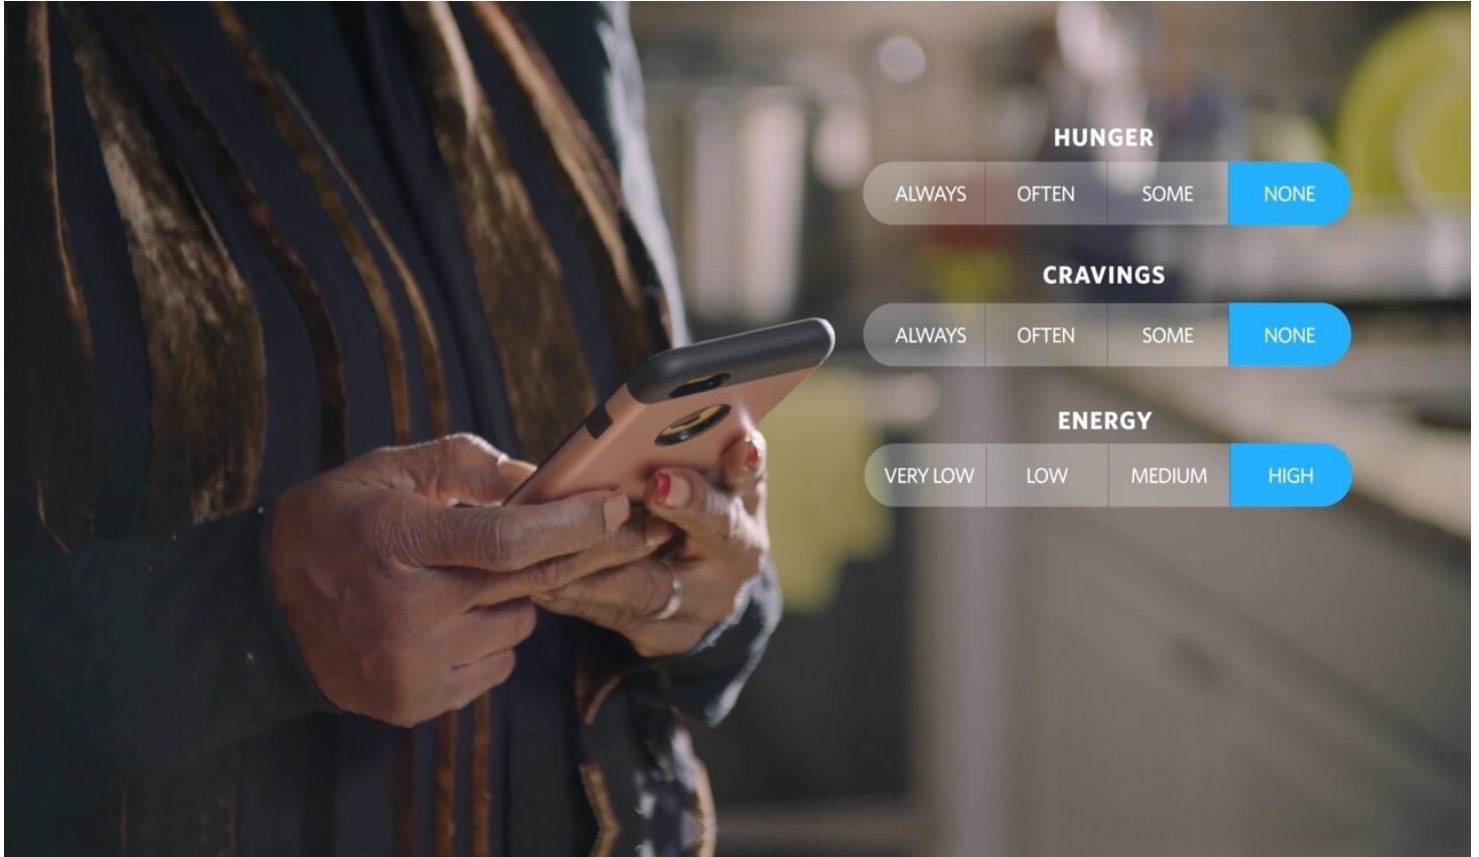 HUNGER
ALWAYS OFTEN SOME NONE
CRAVINGS
ALWAYS OFTEN SOME NONE
ENERGY
VERY LOW LOW MEDIUM HIGH